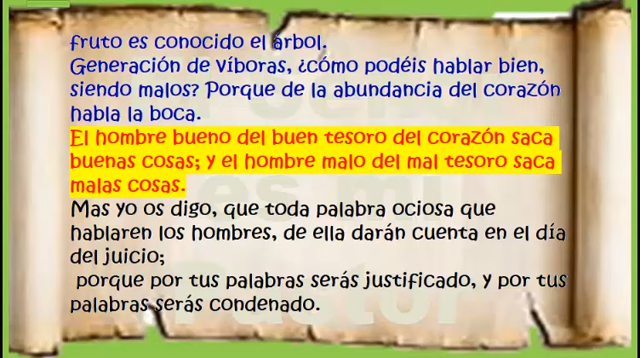 fruto es conocido el árbol.
Generación de víboras, ¿cómo podéis hablar bien,
siendo malos? Porque de la abundancia del corazón
habla la boca.
El hombre bueno del buen tesoro del corazón saca
buenas cosas; y el hombre malo del mal tesoro saca
malas cosas.
Mas yo os digo, que toda palabra ociosa que
hablaren los hombres, de ella darán cuenta en el día
del juicio;
porque por tus palabras serás justificado, y por tus
palabras serás condenado.
es mi
Pastor